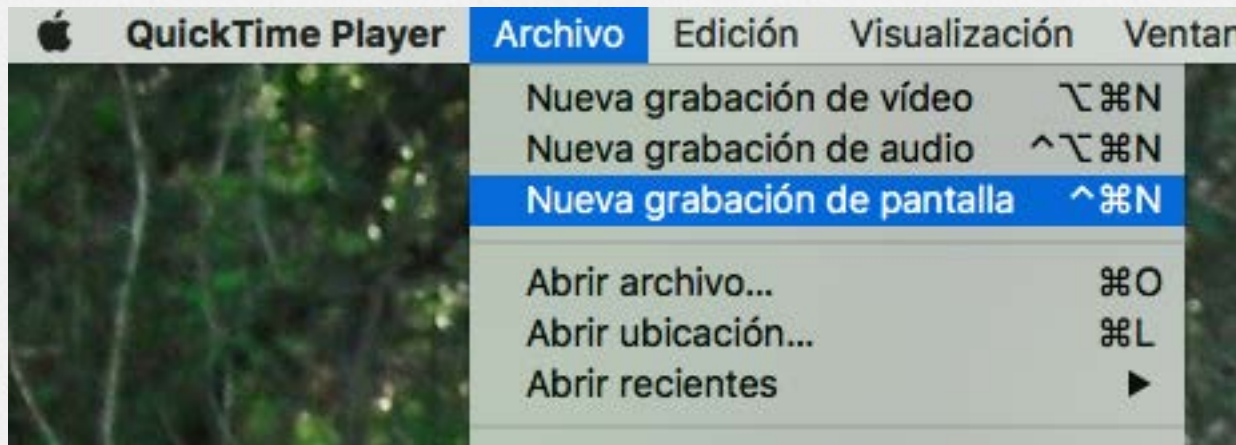 QuickTime Player Archivo Edición Visualización Ventan
Nueva grabación de vídeo ⌥⌘N
Nueva grabación de audio ^⌥⌘N
Nueva grabación de pantalla ^⌘N
Abrir archivo... ⌘O
Abrir ubicación... ⌘L
Abrir recientes ▶